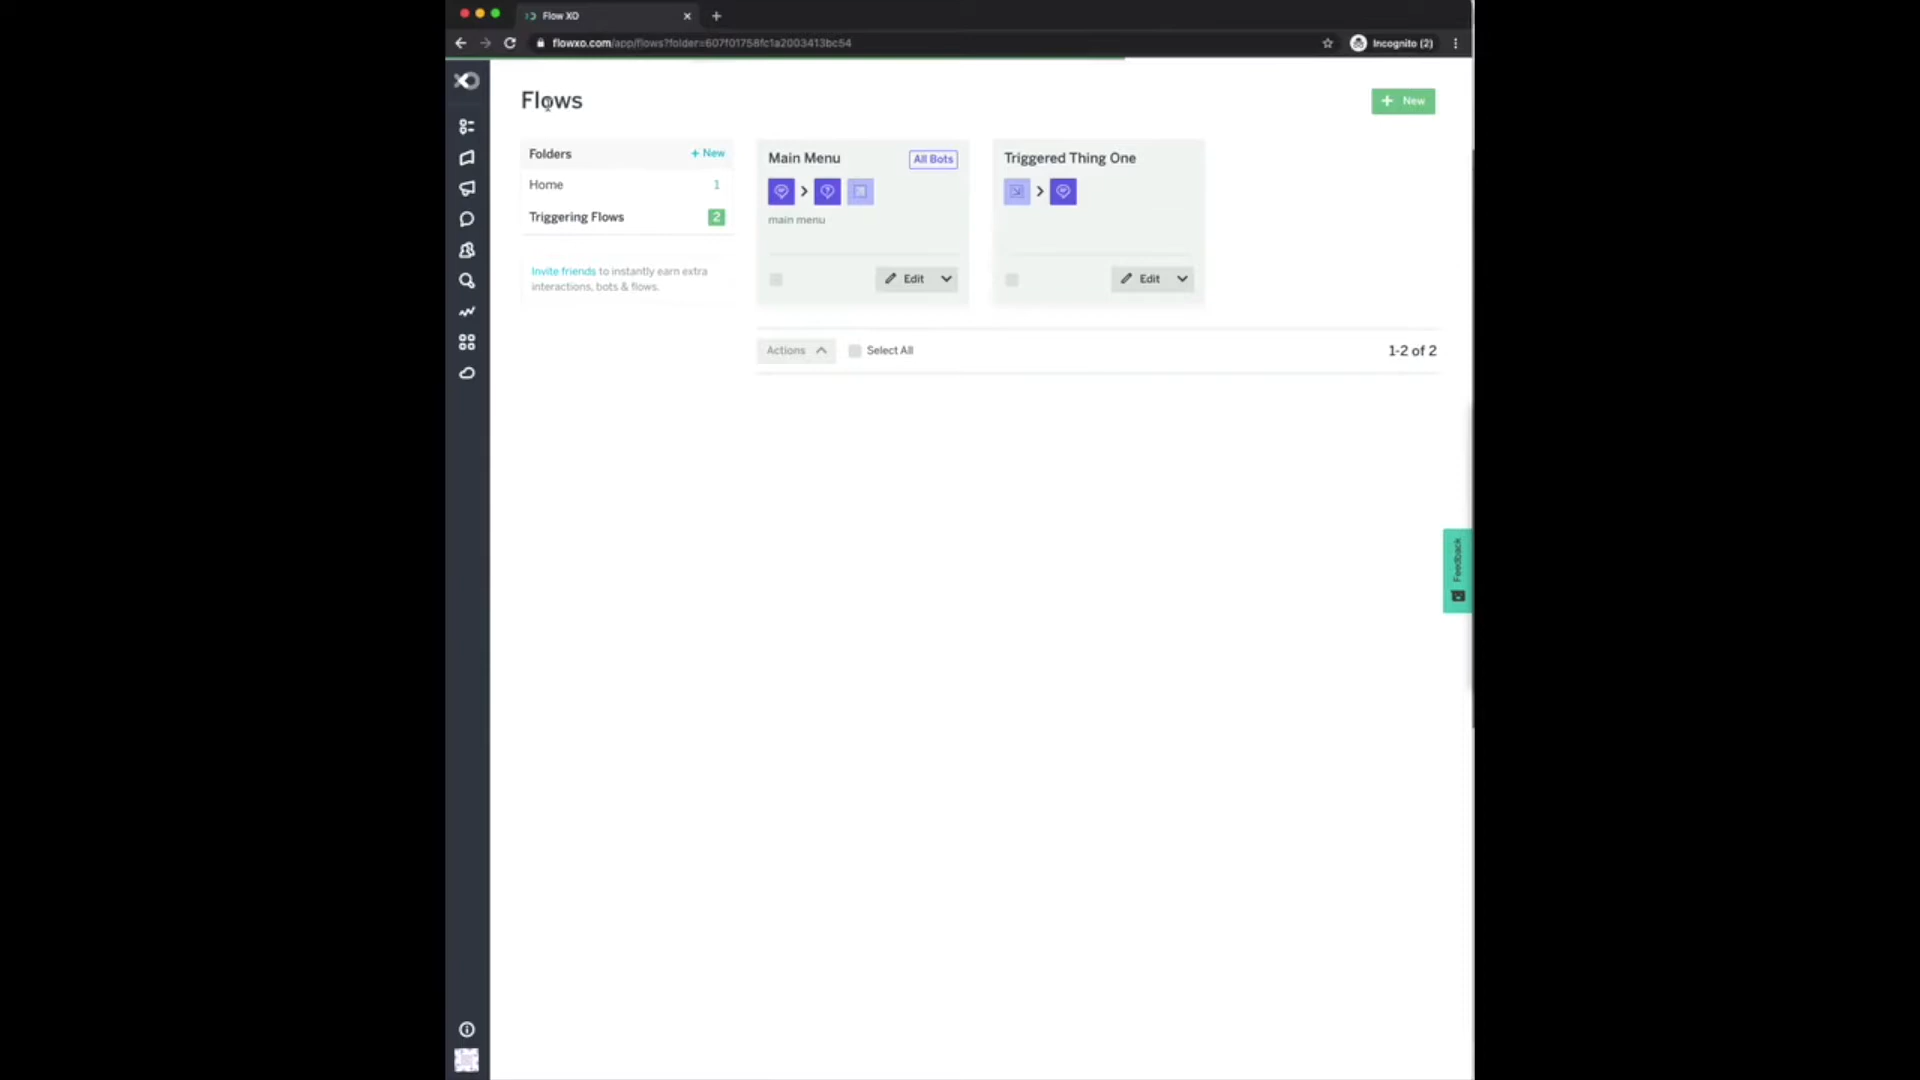 Flow XO
flowxo.com/app/flows?folder=607f01758fc1a2003413bc54
Incognito (2)
XO
Flows
+ New
Folders
+ New
Home
1
Triggering Flows
2
Invite friends to instantly earn extra
interactions, bots & flows.
Main Menu
All Bots
main menu
Edit
Triggered Thing One
Edit
Actions
Select All
1-2 of 2
Feedback